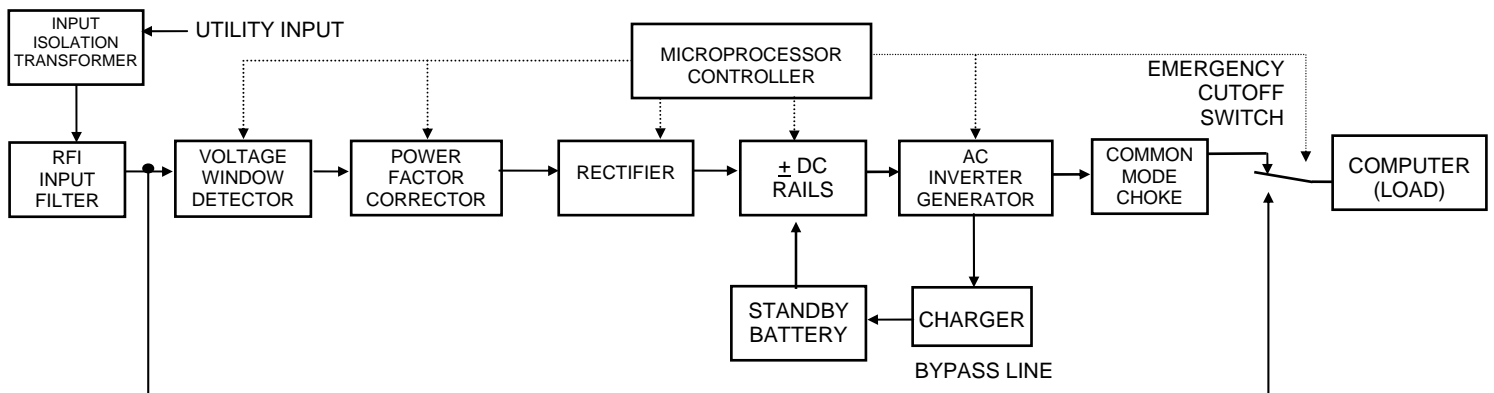 INPUT
ISOLATION
TRANSFORMER
UTILITY INPUT
MICROPROCESSOR
CONTROLLER
EMERGENCY
CUTOFF
SWITCH
RFI
INPUT
FILTER
VOLTAGE
WINDOW
DETECTOR
POWER
FACTOR
CORRECTOR
RECTIFIER
± DC
RAILS
AC
INVERTER
GENERATOR
COMMON
MODE
CHOKE
COMPUTER
(LOAD)
STANDBY
BATTERY
CHARGER
BYPASS LINE